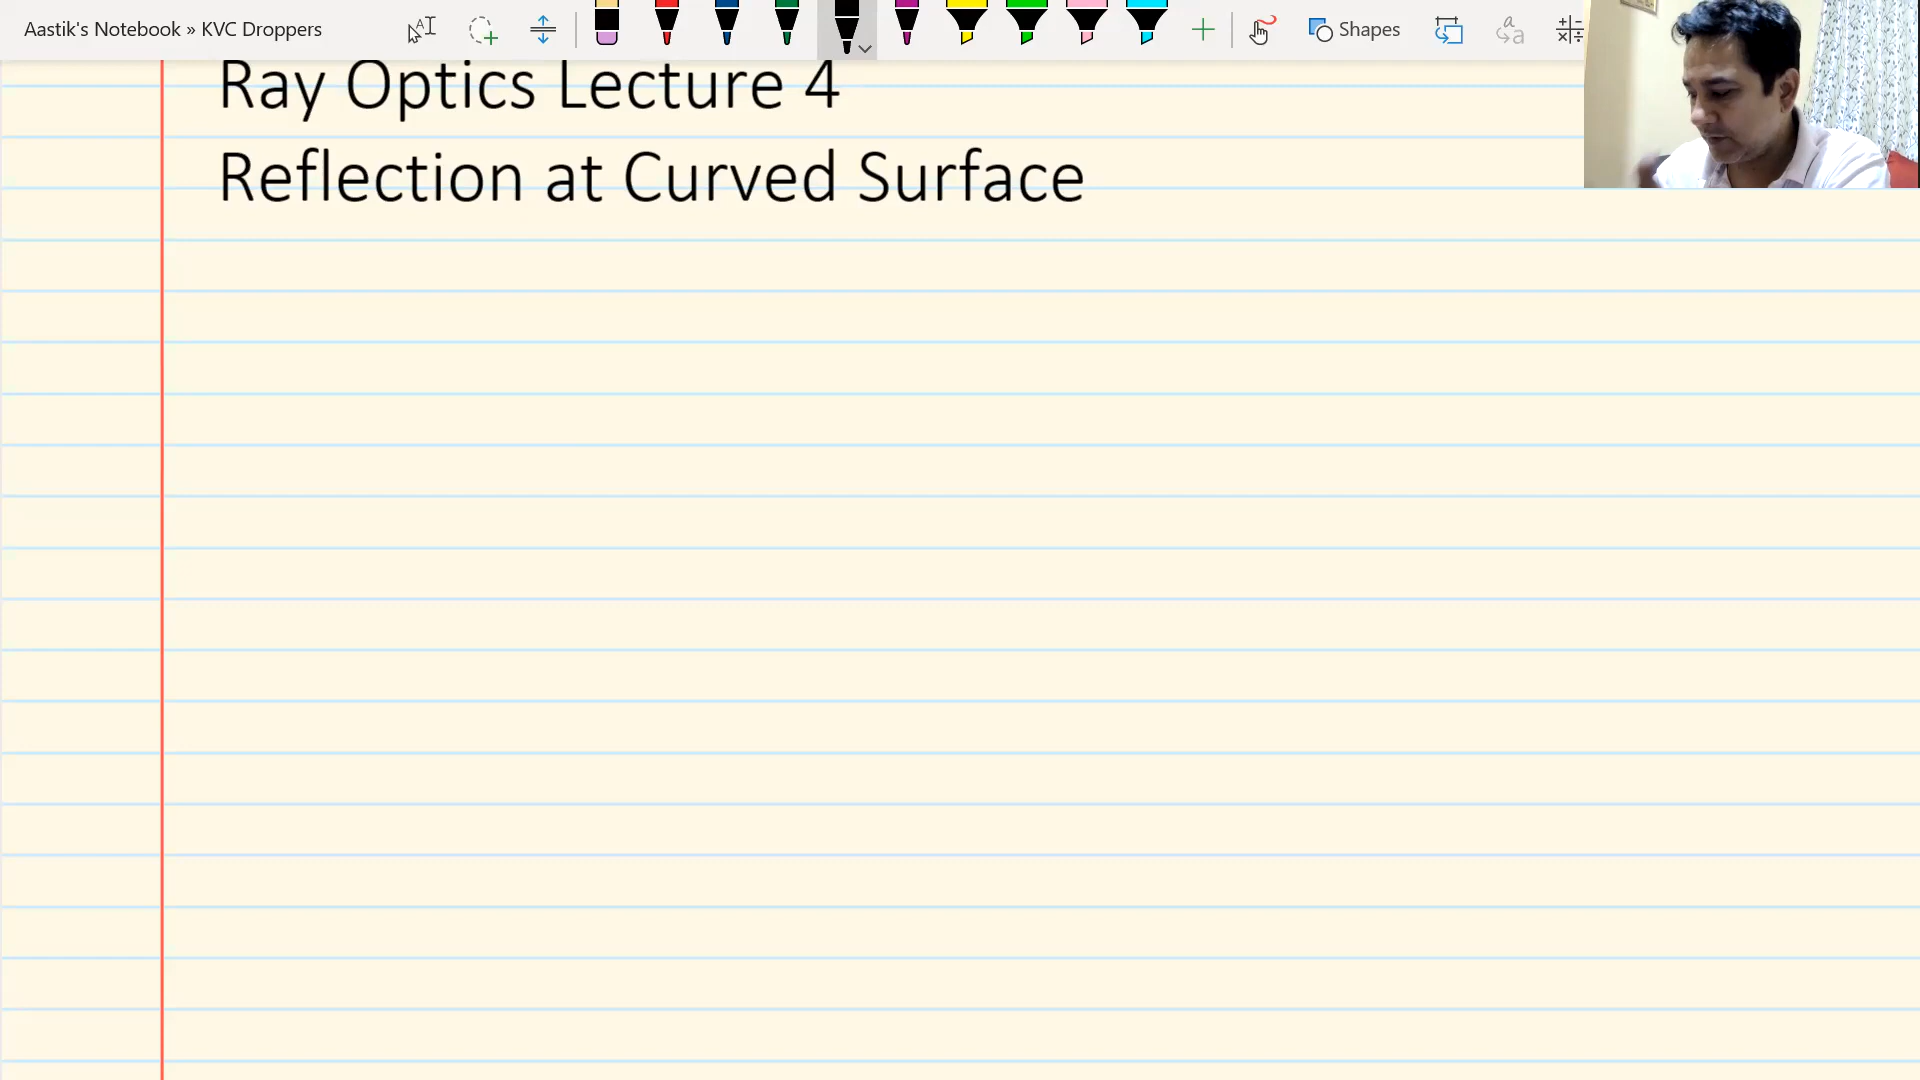 Aastik's Notebook » KVC Droppers
Shapes
Ray Optics Lecture 4
Reflection at Curved Surface